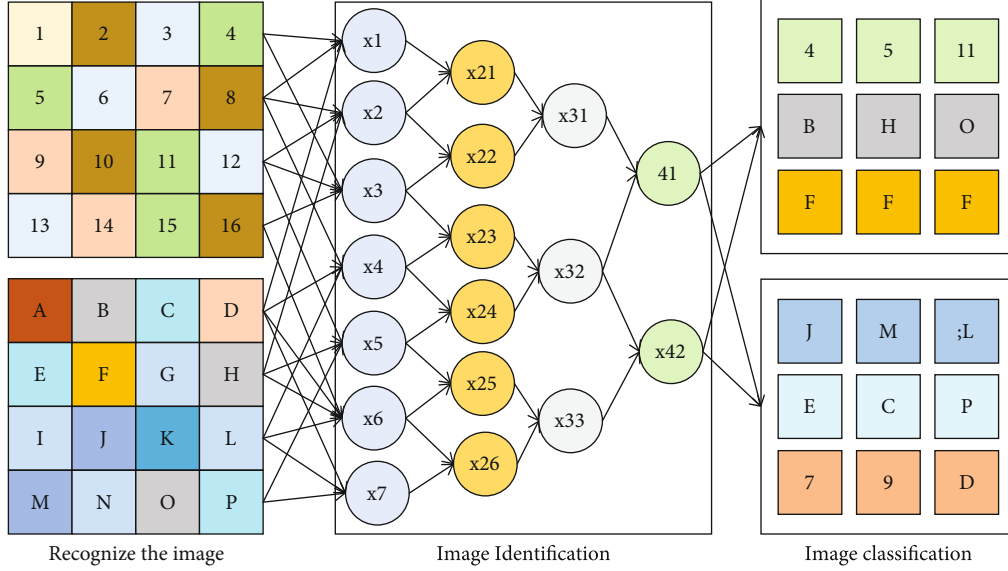 1 2 3 4
5 6 7 8
9 10 11 12
13 14 15 16
A B C D
E F G H
I J K L
M N O P
Recognize the image
x1
x2
x3
x4
x5
x6
x7
x21
x22
x23
x24
x25
x26
x31
x32
x33
41
x42
Image Identification
4 5 11
B H O
F F F
J M ;L
E C P
7 9 D
Image classification